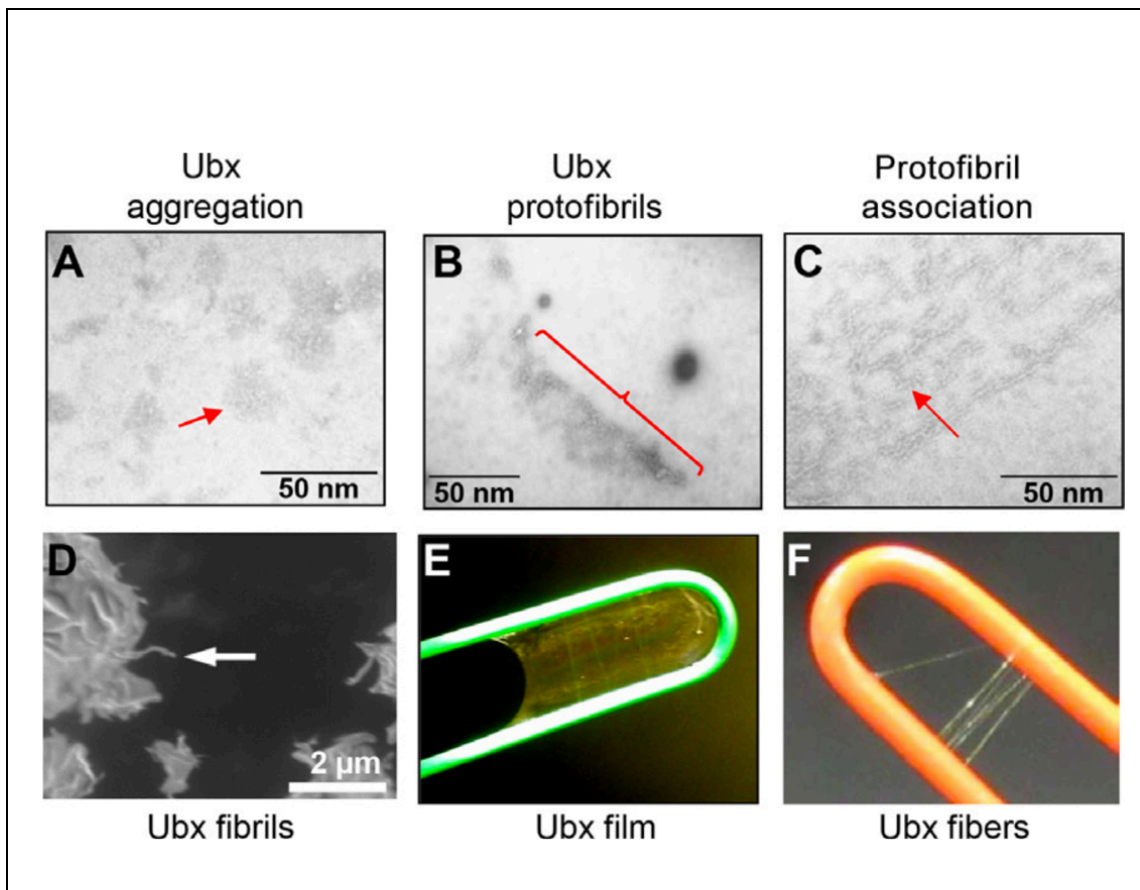 Ubx
aggregation
Ubx
protofibrils
Protofibril
association
A
B
C
50 nm
50 nm
50 nm
D
E
F
2 µm
Ubx fibrils
Ubx film
Ubx fibers